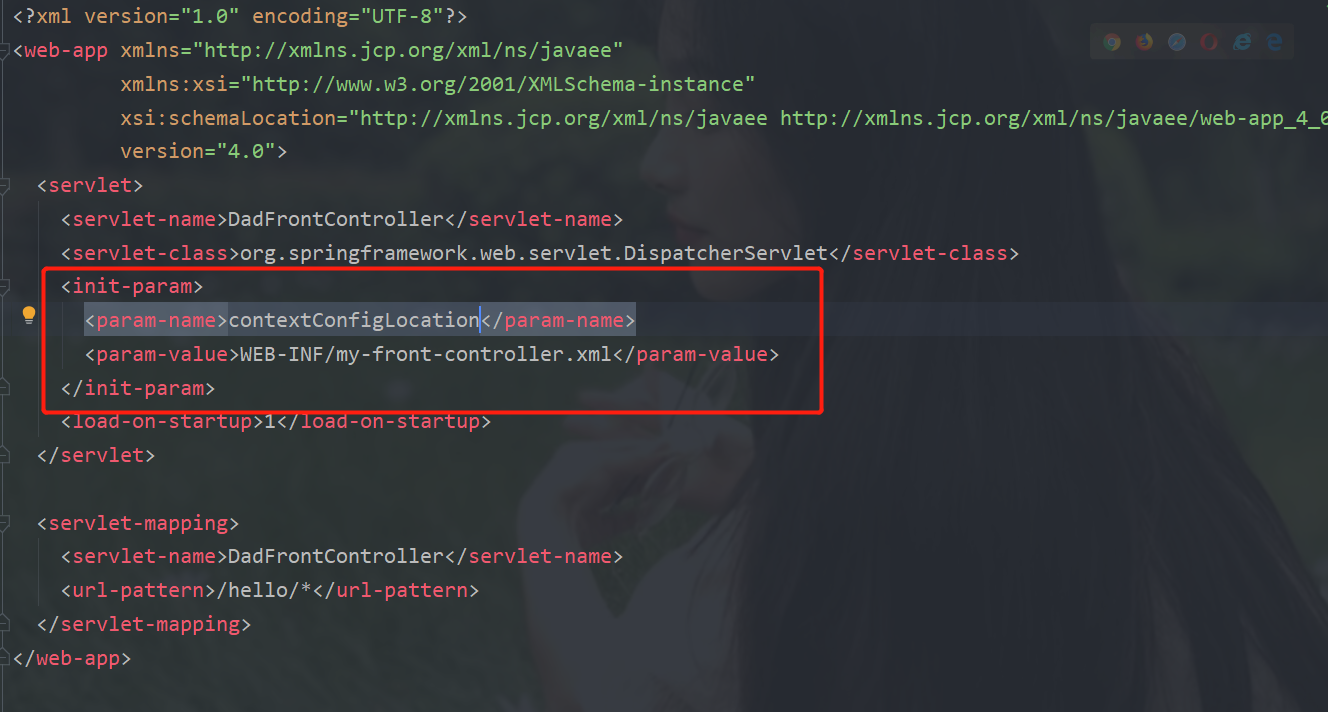 <?xml version="1.0" encoding="UTF-8"?>
<web-app xmlns="http://xmlns.jcp.org/xml/ns/javaee"
xmlns:xsi="http://www.w3.org/2001/XMLSchema-instance"
xsi:schemaLocation="http://xmlns.jcp.org/xml/ns/javaee http://xmlns.jcp.org/xml/ns/javaee/web-app_4_0
version="4.0">
<servlet>
<servlet-name>DadFrontController</servlet-name>
<servlet-class>org.springframework.web.servlet.DispatcherServlet</servlet-class>
<init-param>
<param-name>contextConfigLocation</param-name>
<param-value>WEB-INF/my-front-controller.xml</param-value>
</init-param>
<load-on-startup>1</load-on-startup>
</servlet>
<servlet-mapping>
<servlet-name>DadFrontController</servlet-name>
<url-pattern>/hello/*</url-pattern>
</servlet-mapping>
</web-app>